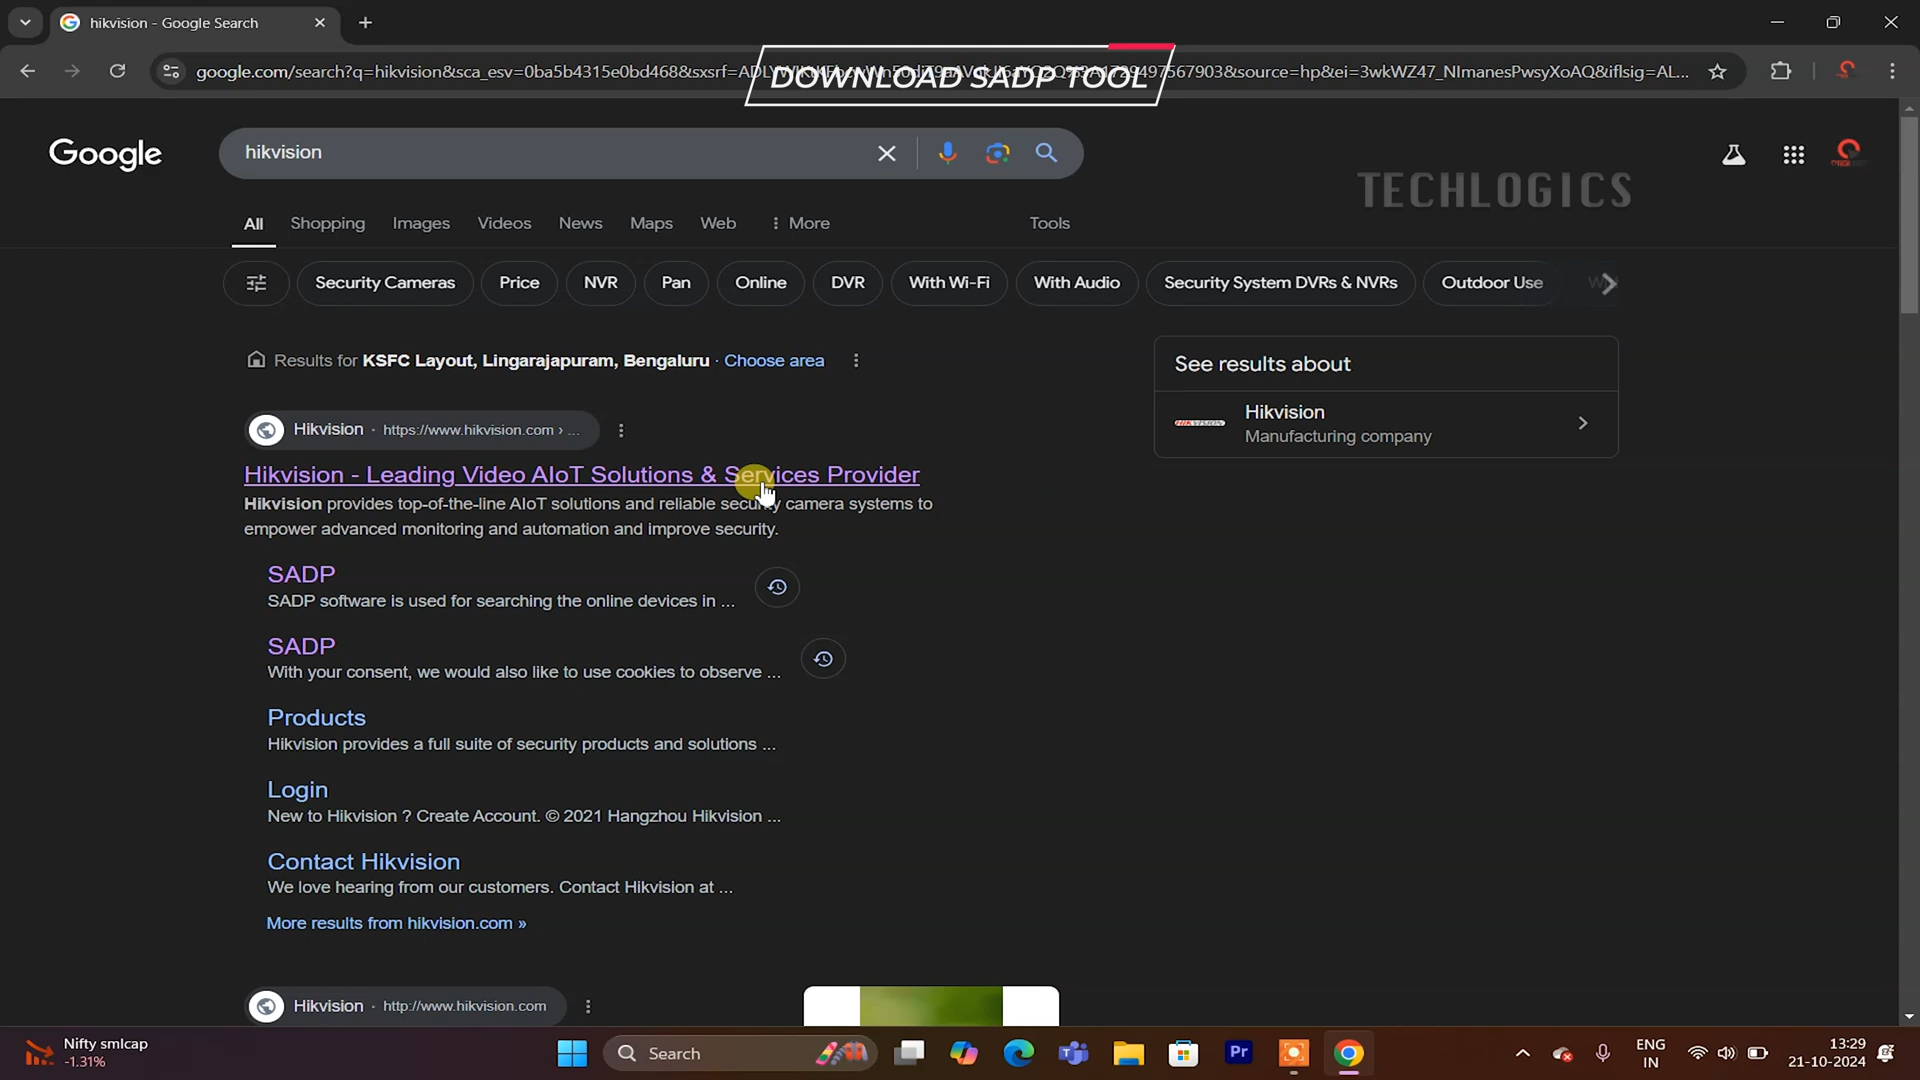 hikvision - Google Search
google.com/search?q=hikvision&sca_esv=0ba5b4315e0bd468&sxsrf=
497567903&source=hp&ei=3wkWZ47_NImanesPwsyXoAQ&iflsig=AL...
DOWNLOAD SADP TOOL
Google
hikvision
TECHLOGICS
All
Shopping
Images
Videos
News
Maps
Web
More
Tools
Security Cameras
Price
NVR
Pan
Online
DVR
With Wi-Fi
With Audio
Security System DVRs & NVRs
Outdoor Use
Results for KSFC Layout, Lingarajapuram, Bengaluru · Choose area
See results about
Hikvision
Manufacturing company
Hikvision · https://www.hikvision.com › ...
Hikvision - Leading Video AIoT Solutions & Services Provider
Hikvision provides top-of-the-line AIoT solutions and reliable security camera systems to
empower advanced monitoring and automation and improve security.
SADP
SADP software is used for searching the online devices in ...
SADP
With your consent, we would also like to use cookies to observe ...
Products
Hikvision provides a full suite of security products and solutions ...
Login
New to Hikvision ? Create Account. © 2021 Hangzhou Hikvision ...
Contact Hikvision
We love hearing from our customers. Contact Hikvision at ...
More results from hikvision.com »
Hikvision · http://www.hikvision.com
Nifty smlcap
-1.31%
Search
Pr
ENG
IN
13:29
21-10-2024